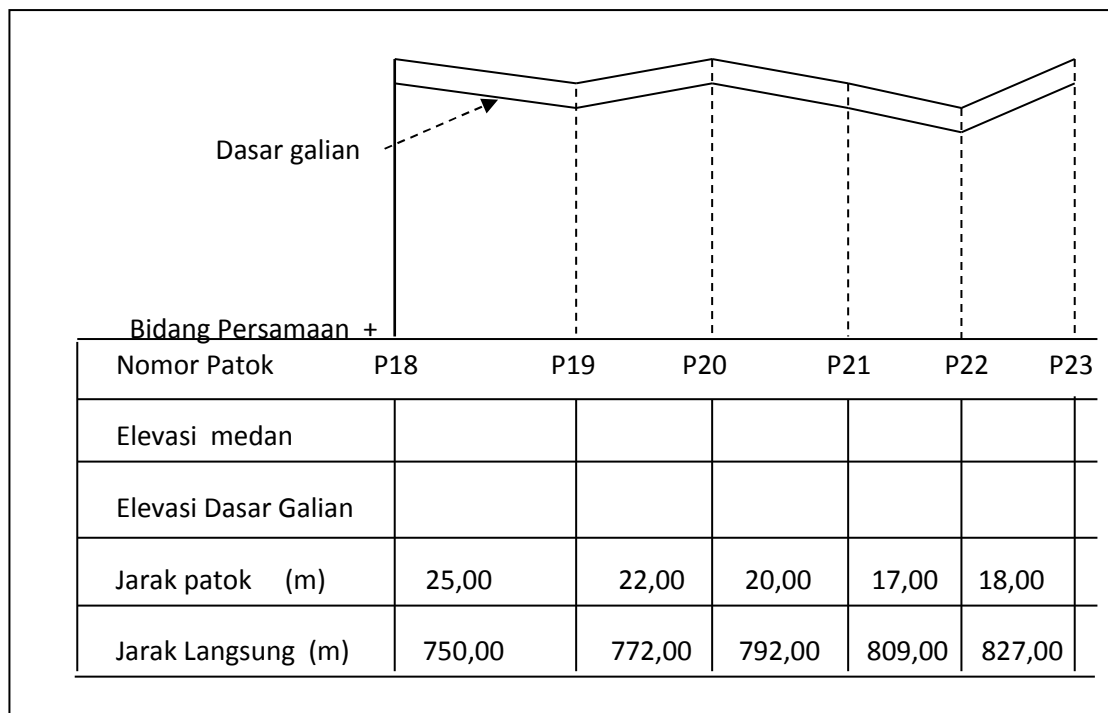 Dasar galian
Bidang Persamaan +
Nomor Patok P18 P19 P20 P21 P22 P23
Elevasi medan
Elevasi Dasar Galian
Jarak patok (m) 25,00 22,00 20,00 17,00 18,00
Jarak Langsung (m) 750,00 772,00 792,00 809,00 827,00